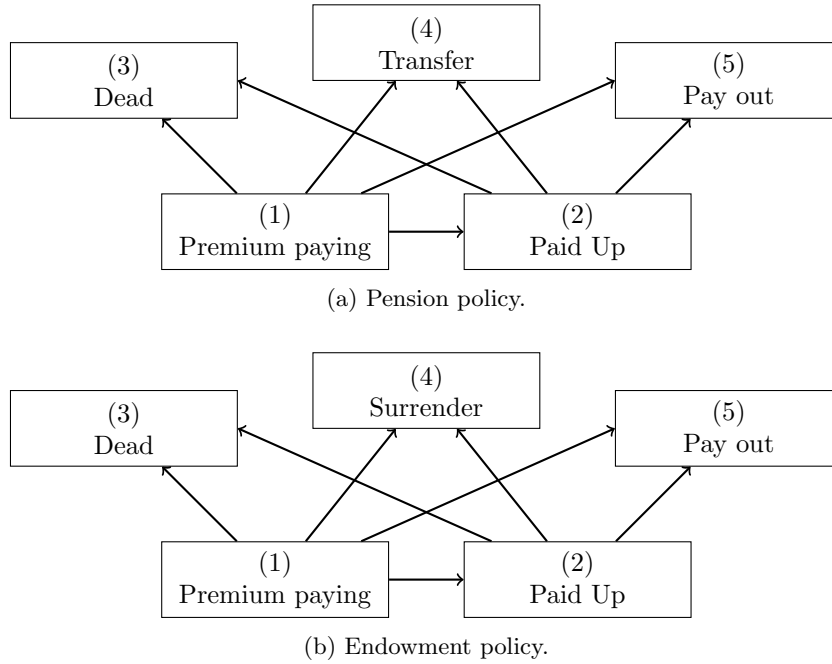 (4)
Transfer
(3)
Dead
(5)
Pay out
(1)
Premium paying
(2)
Paid Up
(a) Pension policy.
(4)
Surrender
(3)
Dead
(5)
Pay out
(1)
Premium paying
(2)
Paid Up
(b) Endowment policy.